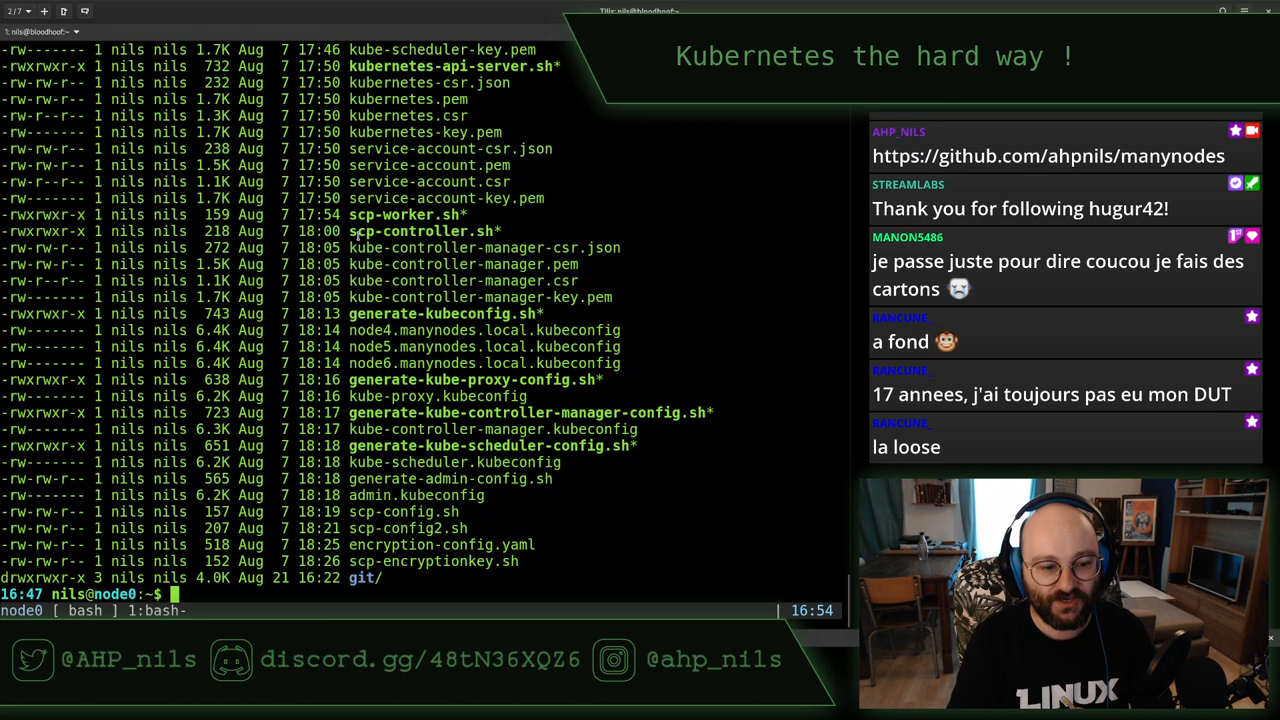 2/7
Tilix: nils@bloodhoof:~
1: nils@bloodhoof:~
Kubernetes the hard way !
-rw------- 1 nils nils 1.7K Aug  7 17:46 kube-scheduler-key.pem
-rwxrwxr-x 1 nils nils  732 Aug  7 17:50 kubernetes-api-server.sh*
-rw-rw-r-- 1 nils nils  232 Aug  7 17:50 kubernetes-csr.json
-rw-rw-r-- 1 nils nils 1.7K Aug  7 17:50 kubernetes.pem
-rw-r--r-- 1 nils nils 1.3K Aug  7 17:50 kubernetes.csr
-rw------- 1 nils nils 1.7K Aug  7 17:50 kubernetes-key.pem
-rw-rw-r-- 1 nils nils  238 Aug  7 17:50 service-account-csr.json
-rw-rw-r-- 1 nils nils 1.5K Aug  7 17:50 service-account.pem
-rw-r--r-- 1 nils nils 1.1K Aug  7 17:50 service-account.csr
-rw------- 1 nils nils 1.7K Aug  7 17:50 service-account-key.pem
-rwxrwxr-x 1 nils nils  159 Aug  7 17:54 scp-worker.sh*
-rwxrwxr-x 1 nils nils  218 Aug  7 18:00 scp-controller.sh*
-rw-rw-r-- 1 nils nils  272 Aug  7 18:05 kube-controller-manager-csr.json
-rw-rw-r-- 1 nils nils 1.5K Aug  7 18:05 kube-controller-manager.pem
-rw-r--r-- 1 nils nils 1.1K Aug  7 18:05 kube-controller-manager.csr
-rw------- 1 nils nils 1.7K Aug  7 18:05 kube-controller-manager-key.pem
-rwxrwxr-x 1 nils nils  743 Aug  7 18:13 generate-kubeconfig.sh*
-rw------- 1 nils nils 6.4K Aug  7 18:14 node4.manynodes.local.kubeconfig
-rw------- 1 nils nils 6.4K Aug  7 18:14 node5.manynodes.local.kubeconfig
-rw------- 1 nils nils 6.4K Aug  7 18:14 node6.manynodes.local.kubeconfig
-rwxrwxr-x 1 nils nils  638 Aug  7 18:16 generate-kube-proxy-config.sh*
-rw------- 1 nils nils 6.2K Aug  7 18:16 kube-proxy.kubeconfig
-rwxrwxr-x 1 nils nils  723 Aug  7 18:17 generate-kube-controller-manager-config.sh*
-rw------- 1 nils nils 6.3K Aug  7 18:17 kube-controller-manager.kubeconfig
-rwxrwxr-x 1 nils nils  651 Aug  7 18:18 generate-kube-scheduler-config.sh*
-rw------- 1 nils nils 6.2K Aug  7 18:18 kube-scheduler.kubeconfig
-rw-rw-r-- 1 nils nils  565 Aug  7 18:18 generate-admin-config.sh
-rw------- 1 nils nils 6.2K Aug  7 18:18 admin.kubeconfig
-rw-rw-r-- 1 nils nils  157 Aug  7 18:19 scp-config.sh
-rw-rw-r-- 1 nils nils  207 Aug  7 18:21 scp-config2.sh
-rw-rw-r-- 1 nils nils  518 Aug  7 18:25 encryption-config.yaml
-rw-rw-r-- 1 nils nils  152 Aug  7 18:26 scp-encryptionkey.sh
drwxrwxr-x 3 nils nils 4.0K Aug 21 16:22 git/
16:47 nils@node0:~$
node0 [ bash ] 1:bash- | 16:54
AHP_NILS
https://github.com/ahpnils/manynodes
STREAMLABS
Thank you for following hugur42!
MANON5486
je passe juste pour dire coucou je fais des
cartons
RANCUNE_
a fond
RANCUNE_
17 annees, j'ai toujours pas eu mon DUT
RANCUNE_
la loose
LINUX
@AHP_nils discord.gg/48tN36XQZ6 @ahp_nils